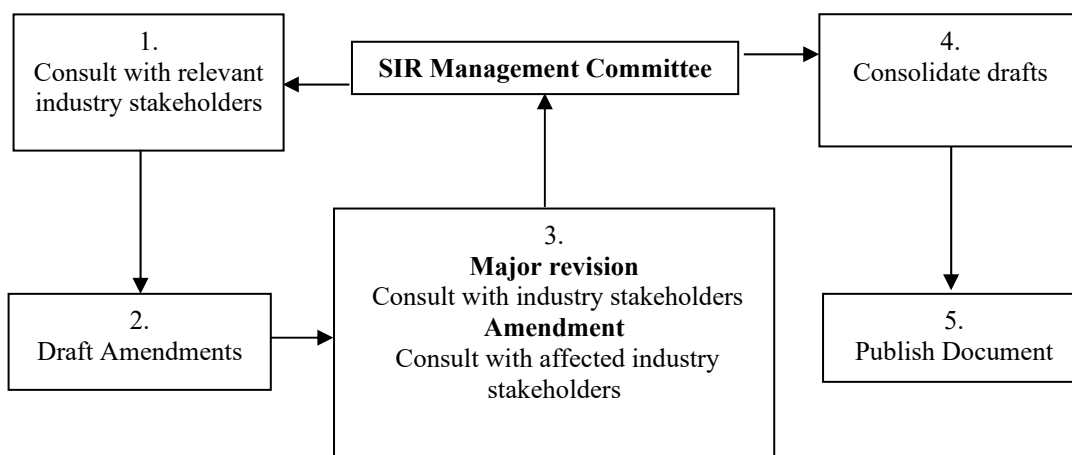 1.
Consult with relevant
industry stakeholders
SIR Management Committee
4.
Consolidate drafts
2.
Draft Amendments
3.
Major revision
Consult with industry stakeholders
Amendment
Consult with affected industry
stakeholders
5.
Publish Document